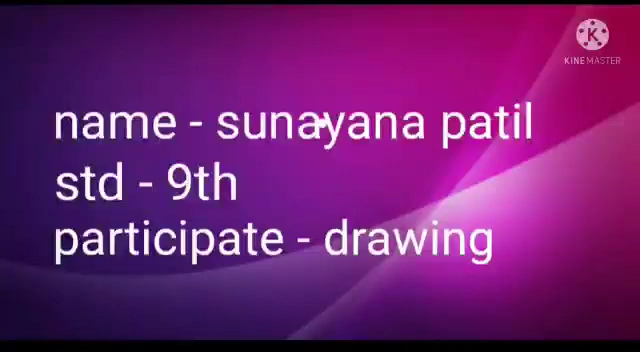 KINEMASTER
name - sunayana patil
std - 9th
participate - drawing